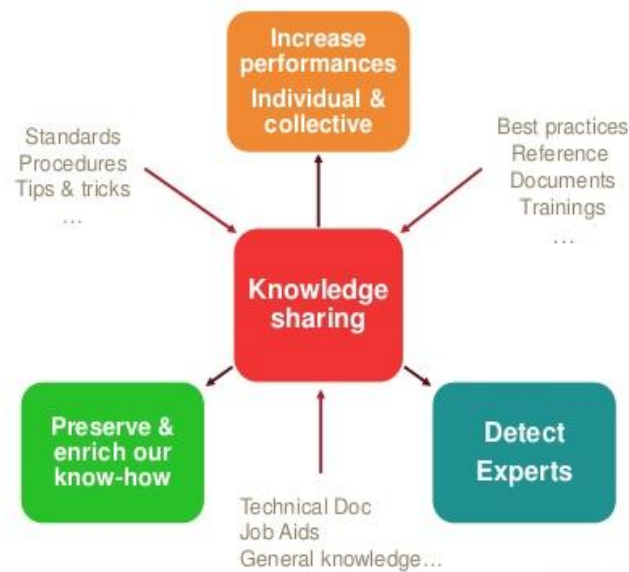 Increase
performances
Individual &
collective
Standards
Procedures
Tips & tricks
…
Best practices
Reference
Documents
Trainings
…
Knowledge
sharing
Preserve &
enrich our
know-how
Detect
Experts
Technical Doc
Job Aids
General knowledge…